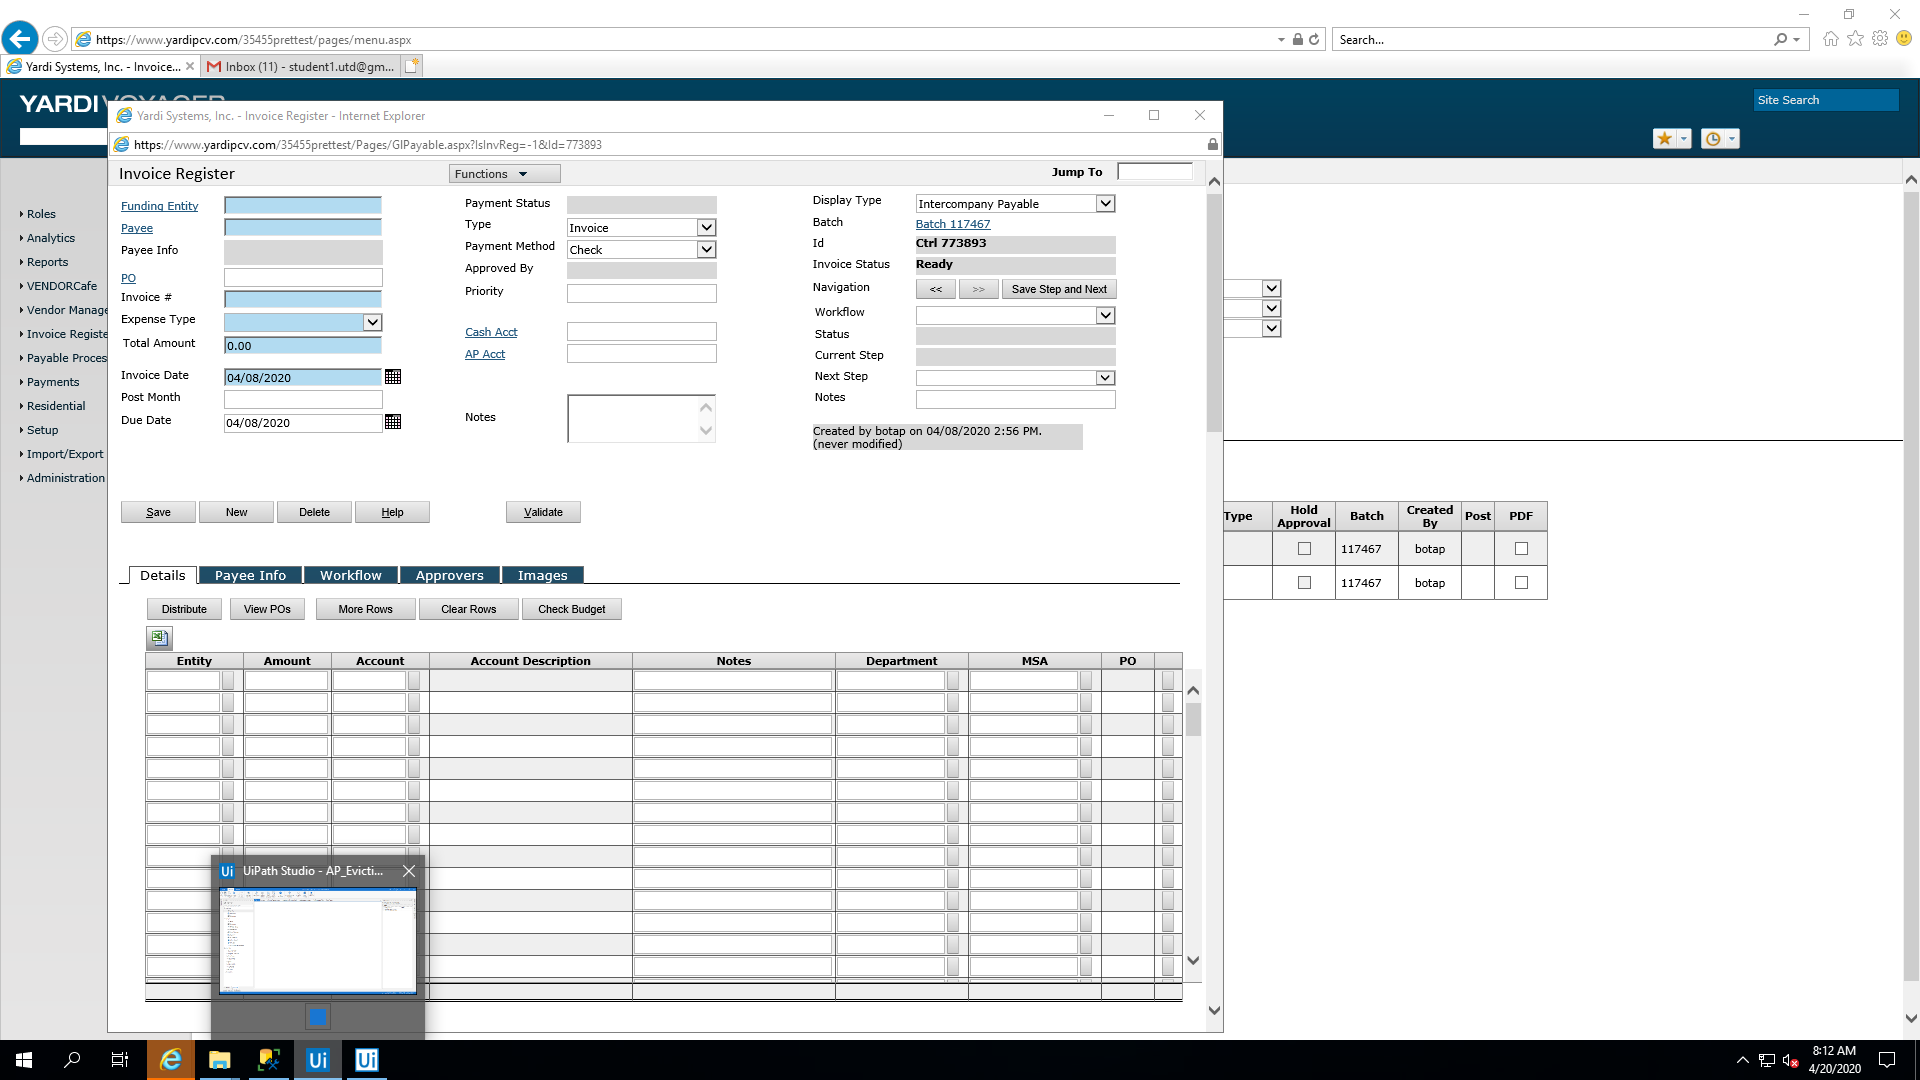 https://www.yardipcv.com/35455prettest/pages/menu.aspx
Search...
Yardi Systems, Inc. - Invoice...
Inbox (11) - student1.utd@gm...
YARDI VOYAGER
Site Search
Yardi Systems, Inc. - Invoice Register - Internet Explorer
https://www.yardipcv.com/35455prettest/Pages/GlPayable.aspx?IsInvReg=-1&Id=773893
Invoice Register
Functions
Jump To
Roles
Analytics
Reports
VENDORCafe
Vendor Manage
Invoice Registe
Payable Proces
Payments
Residential
Setup
Import/Export
Administration
Funding Entity
Payee
Payee Info
PO
Invoice #
Expense Type
Total Amount 0.00
Invoice Date 04/08/2020
Post Month
Due Date 04/08/2020
Payment Status
Type Invoice
Payment Method Check
Approved By
Priority
Cash Acct
AP Acct
Notes
Display Type Intercompany Payable
Batch Batch 117467
Id Ctrl 773893
Invoice Status Ready
Navigation << >> Save Step and Next
Workflow
Status
Current Step
Next Step
Notes
Created by botap on 04/08/2020 2:56 PM.
(never modified)
Save New Delete Help Validate
Type Hold Approval Batch Created By Post PDF
117467 botap
117467 botap
Details Payee Info Workflow Approvers Images
Distribute View POs More Rows Clear Rows Check Budget
Entity Amount Account Account Description Notes Department MSA PO
Ui UiPath Studio - AP_Evicti...
Ui Ui
8:12 AM
4/20/2020